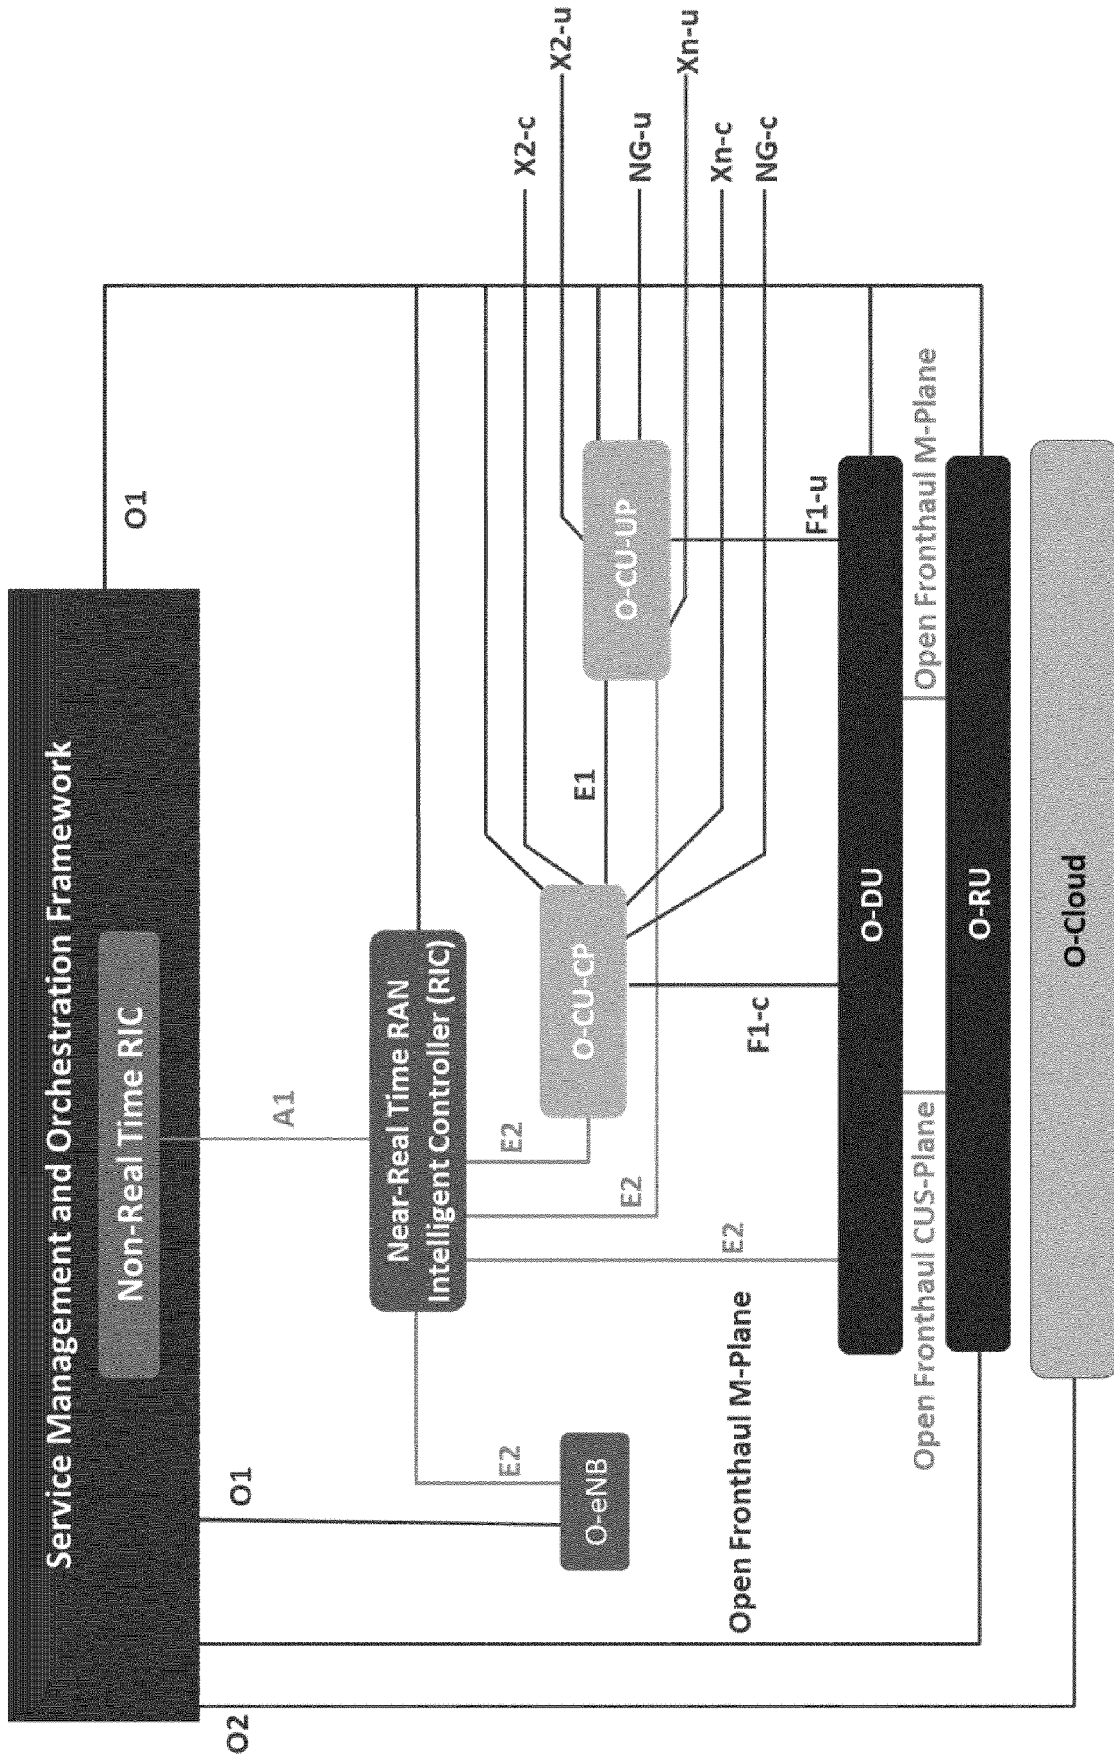 Service Management and Orchestration Framework
Non-Real Time RIC
O2
O1
O1
A1
Near-Real Time RAN
Intelligent Controller (RIC)
X2-c
X2-u
E2
E2
O-eNB
O-CU-CP
E1
O-CU-UP
NG-u
E2
Xn-u
Xn-c
E2
NG-c
Open Fronthaul M-Plane
F1-c
F1-u
O-DU
Open Fronthaul CUS-Plane
Open Fronthaul M-Plane
O-RU
O-Cloud